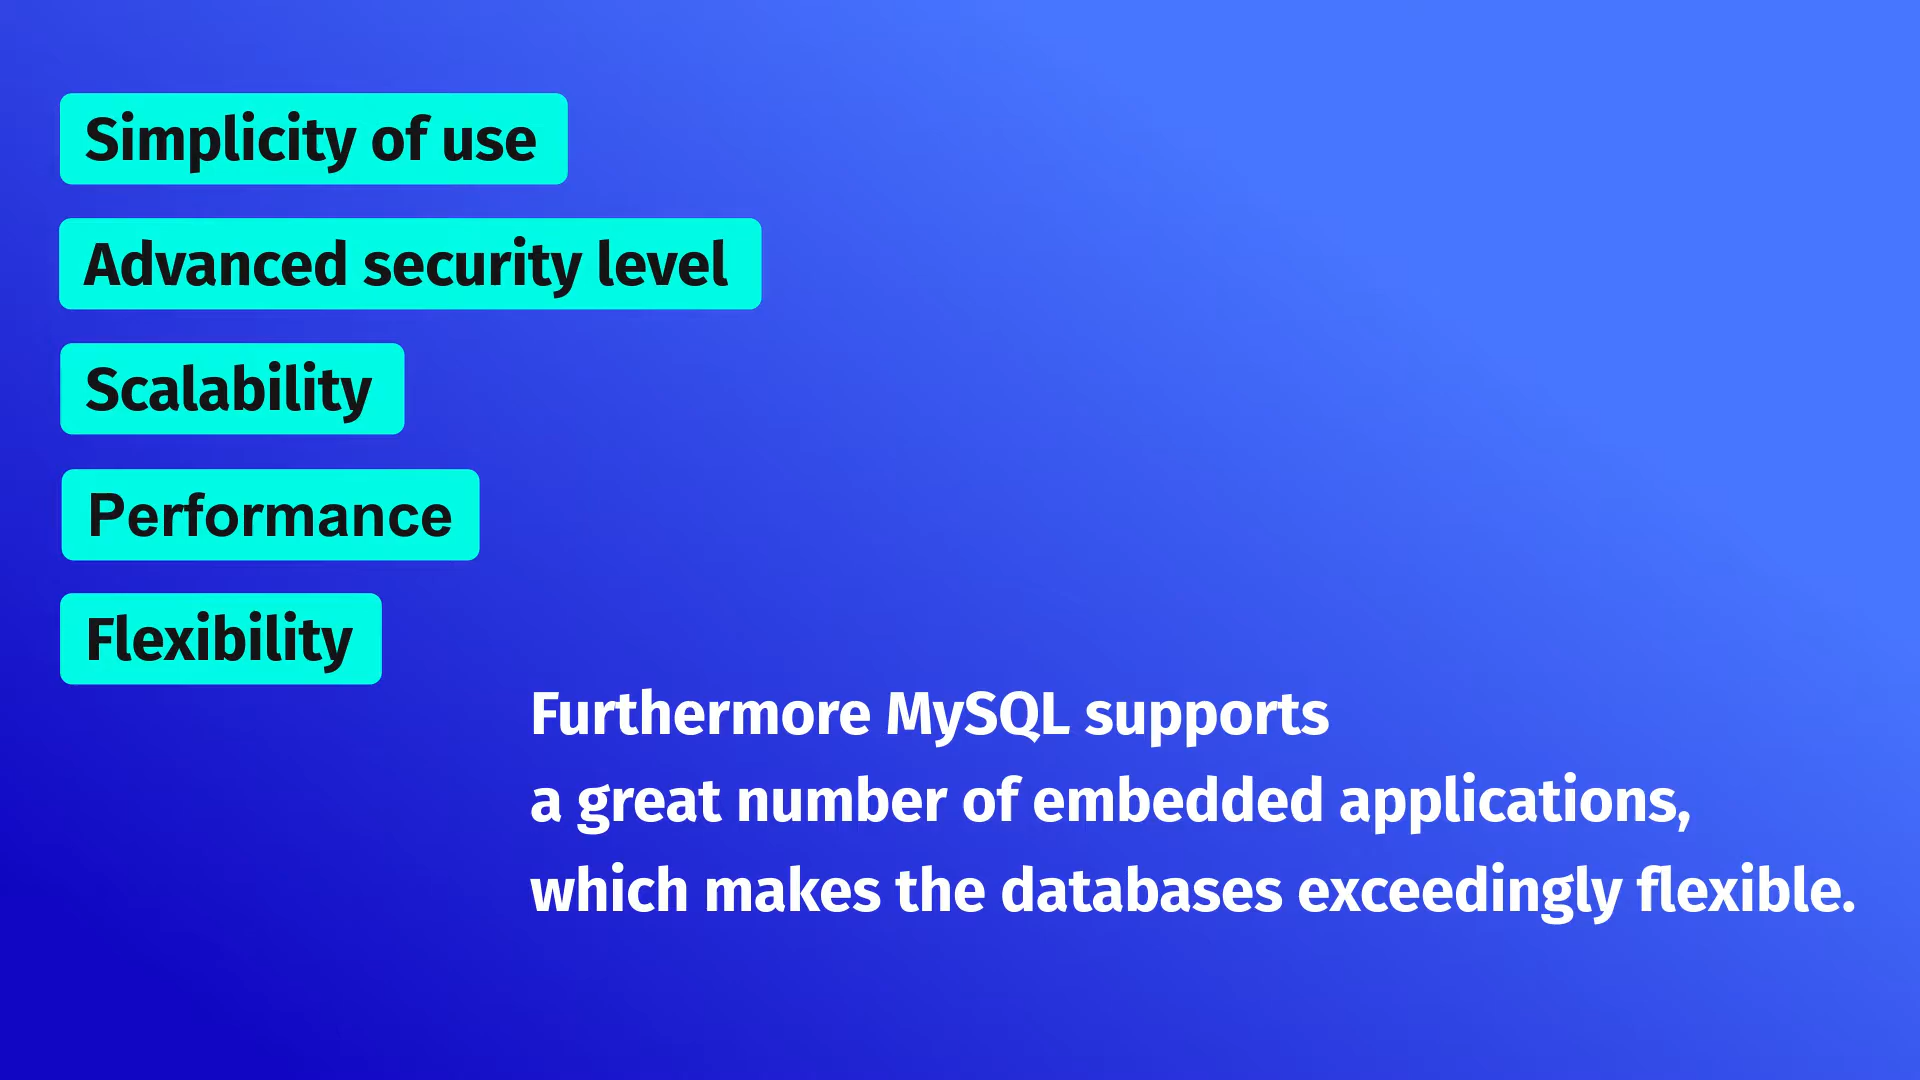 Simplicity of use
Advanced security level
Scalability
Performance
Flexibility
Furthermore MySQL supports
a great number of embedded applications,
which makes the databases exceedingly flexible.